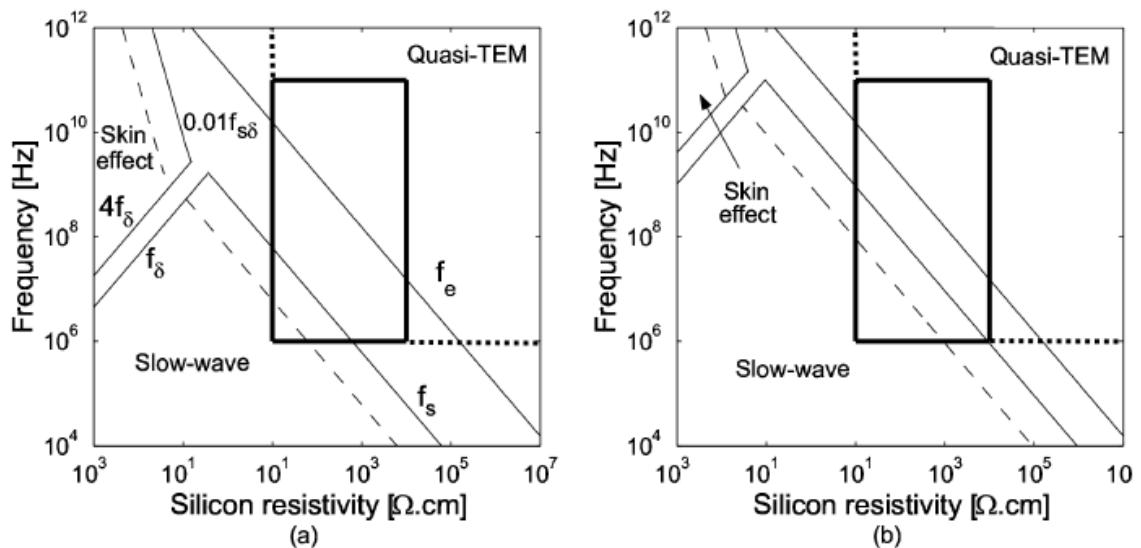 10^12
10^10
10^8
10^6
10^4
Frequency [Hz]
Quasi-TEM
Skin
effect
0.01f_sδ
4f_δ
f_δ
f_e
f_s
Slow-wave
10^3
10^1
10^1
10^3
10^5
10^7
Silicon resistivity [Ω.cm]
(a)
10^12
10^10
10^8
10^6
10^4
Frequency [Hz]
Quasi-TEM
Skin
effect
Slow-wave
10^3
10^1
10^1
10^3
10^5
10
Silicon resistivity [Ω.cm]
(b)